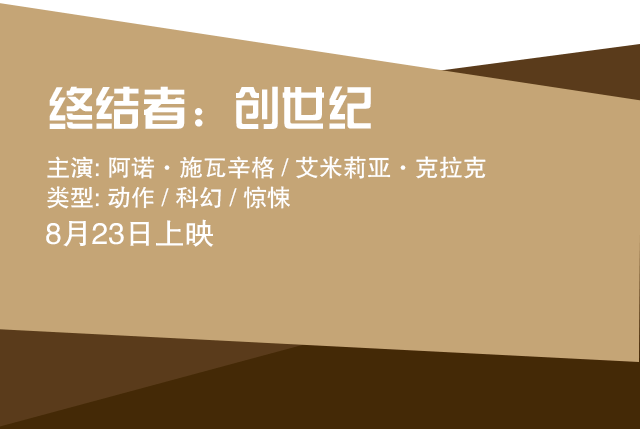 终结者：创世纪
主演: 阿诺·施瓦辛格 / 艾米莉亚·克拉克
类型: 动作 / 科幻 / 惊悚
8月23日上映